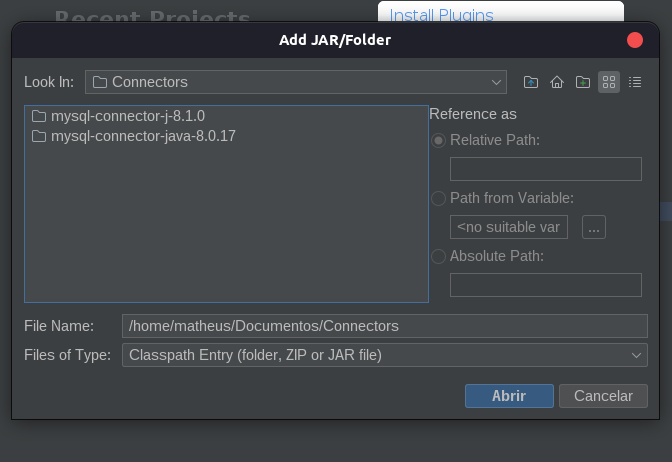 Recent Projects
Install Plugins
Add JAR/Folder
Look In: Connectors
mysql-connector-j-8.1.0
mysql-connector-java-8.0.17
Reference as
Relative Path:
Path from Variable:
<no suitable var ...
Absolute Path:
File Name: /home/matheus/Documentos/Connectors
Files of Type: Classpath Entry (folder, ZIP or JAR file)
Abrir Cancelar